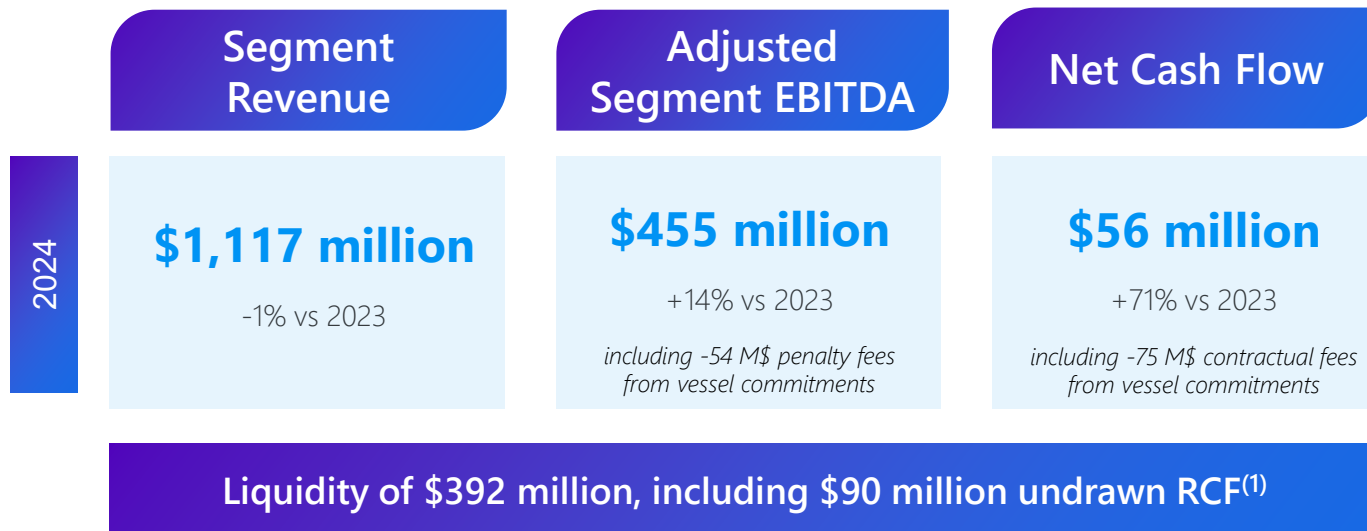 Segment
Revenue
Adjusted
Segment EBITDA
Net Cash Flow
2024
$1,117 million
-1% vs 2023
$455 million
+14% vs 2023
including -54 M$ penalty fees
from vessel commitments
$56 million
+71% vs 2023
including -75 M$ contractual fees
from vessel commitments
Liquidity of $392 million, including $90 million undrawn RCF(1)